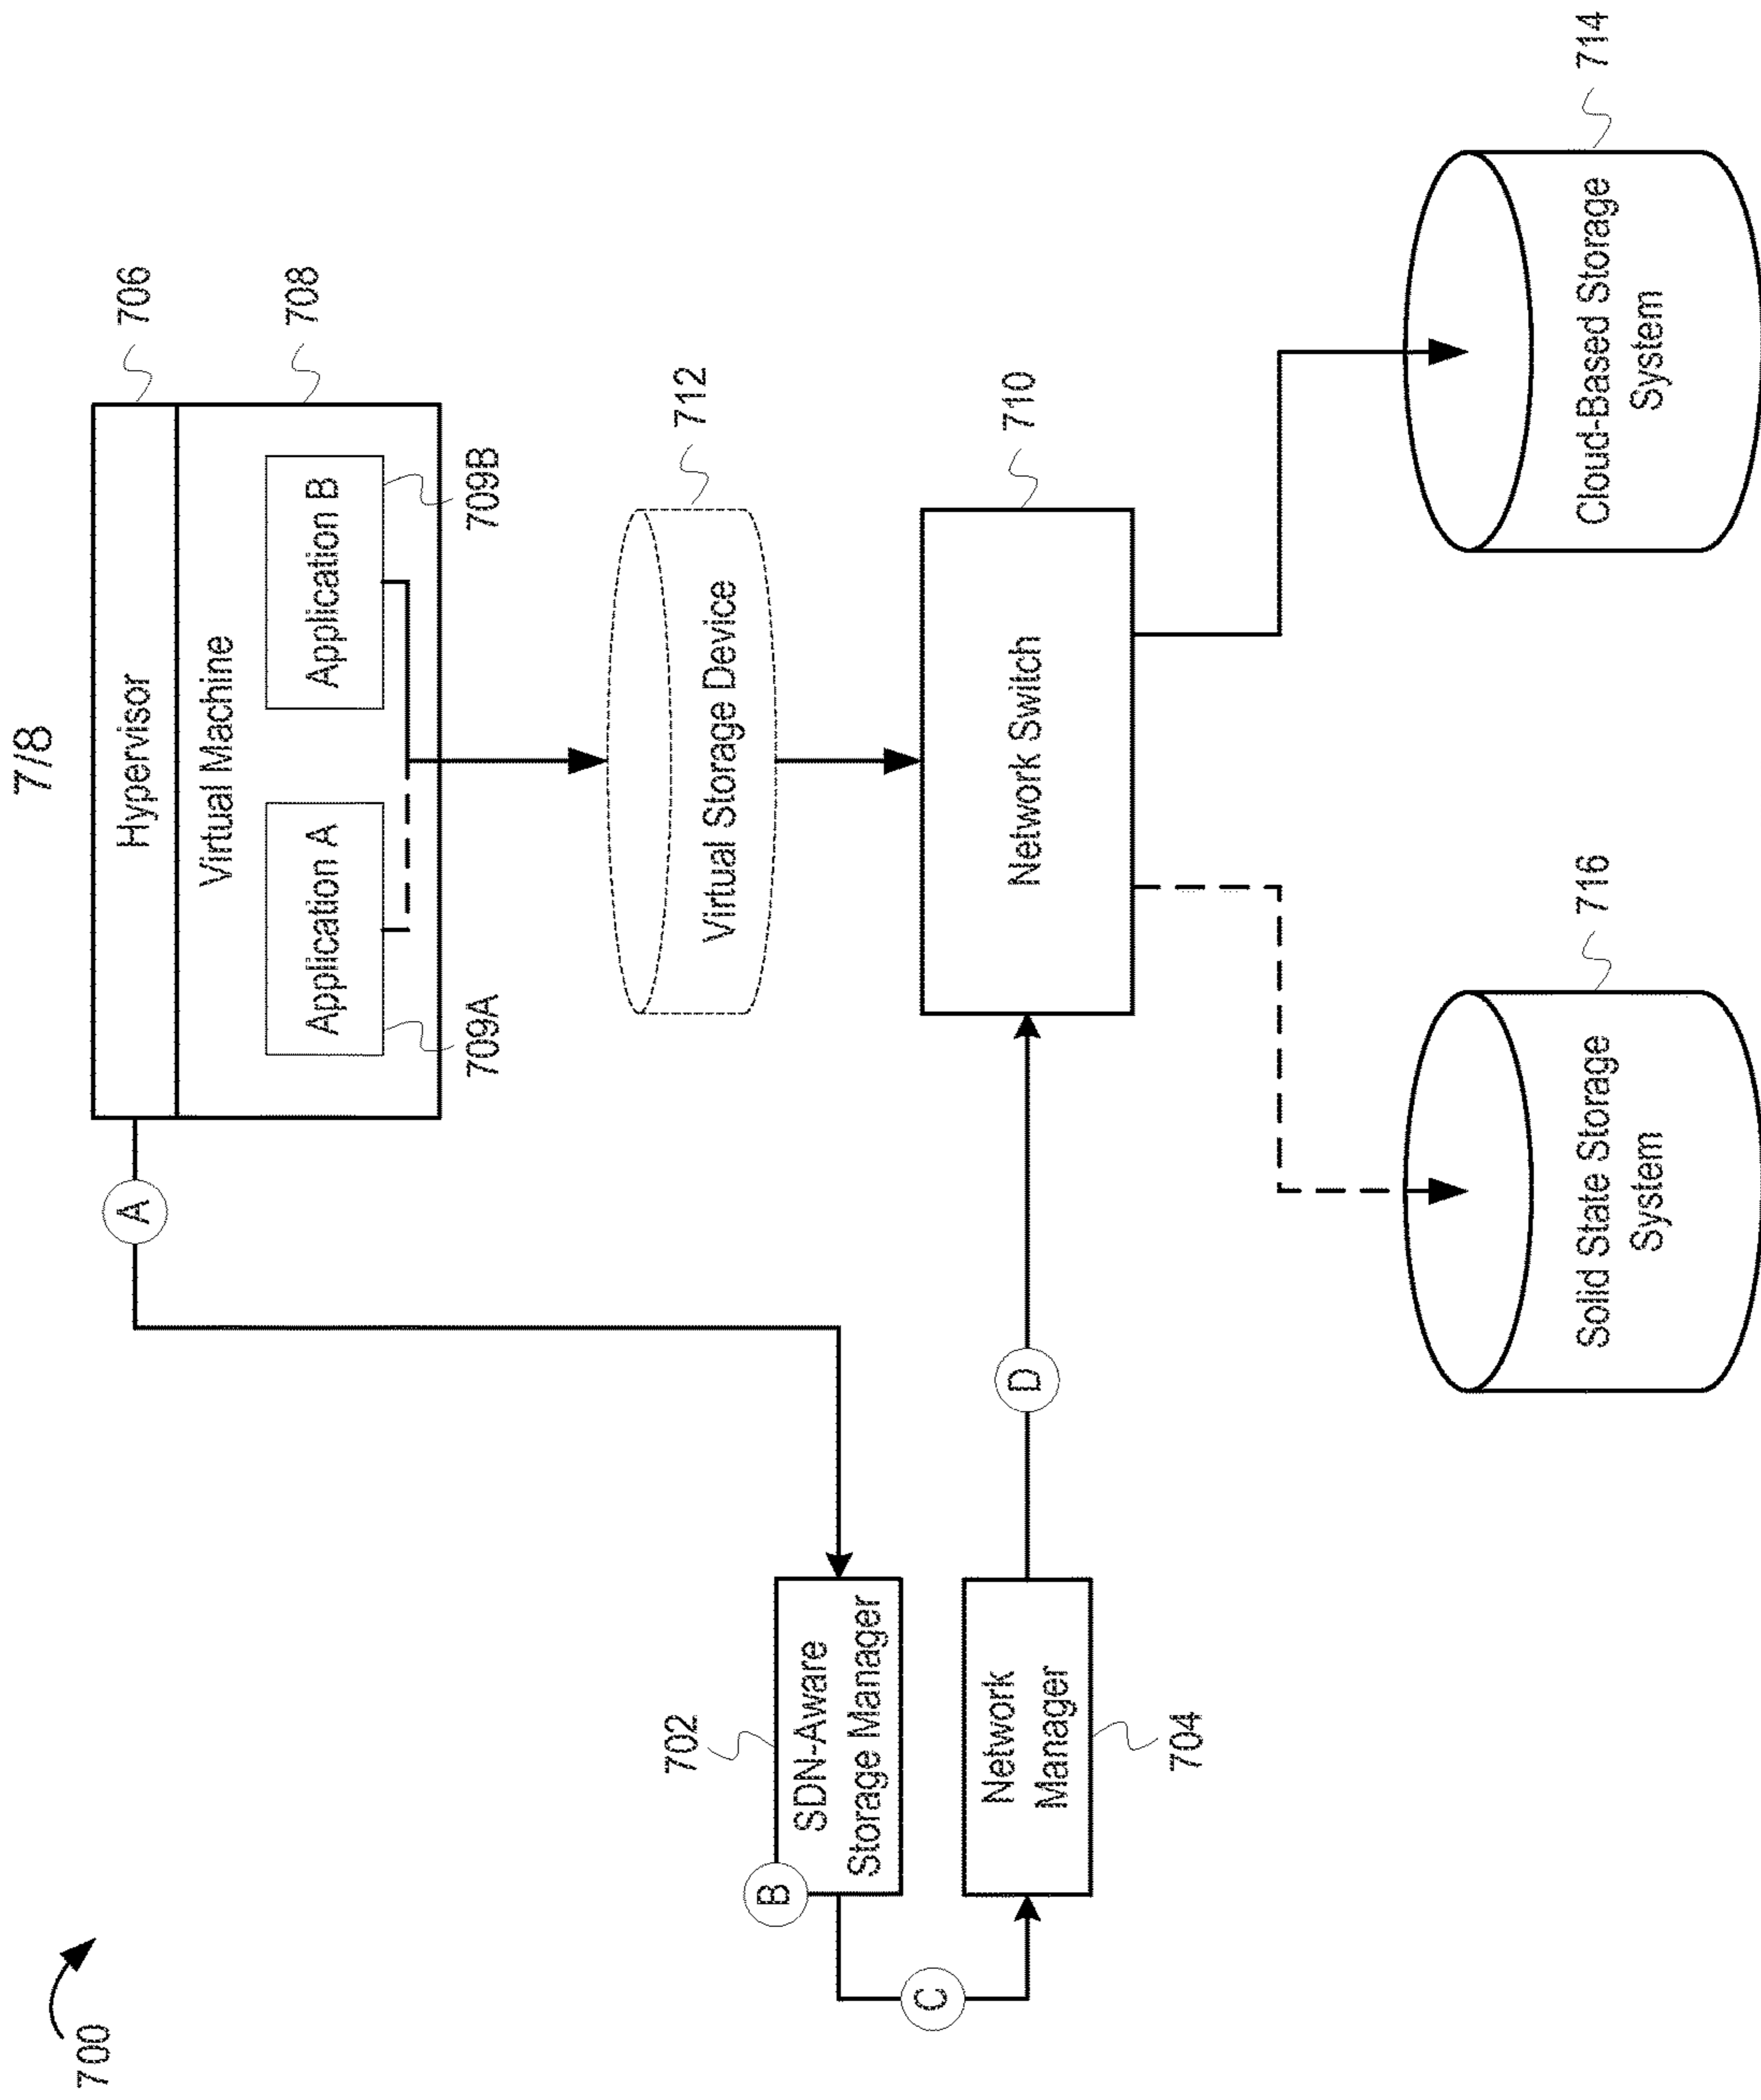 7/8
700
Hypervisor
706
Virtual Machine
708
Application A
Application B
709A
709B
A
Virtual Storage Device
712
B
702
SDN-Aware
Storage Manager
C
Network
Manager
704
D
Network Switch
710
Solid State Storage
System
716
Cloud-Based Storage
System
714